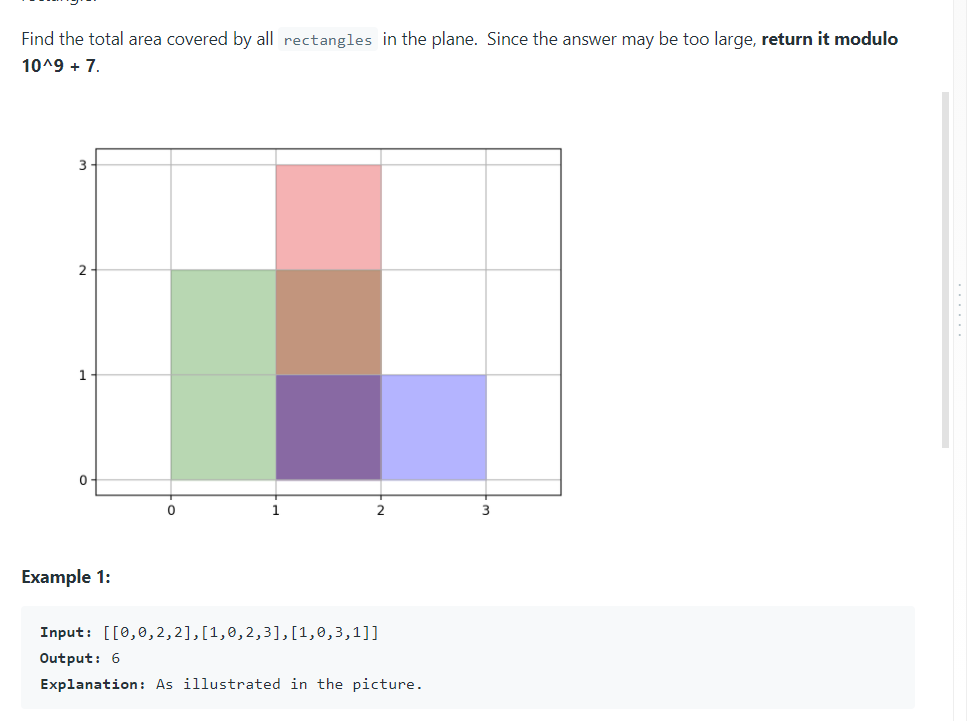 Find the total area covered by all rectangles in the plane. Since the answer may be too large, return it modulo
10^9 + 7.
3
2
1
0
0 1 2 3
Example 1:
Input: [[0,0,2,2],[1,0,2,3],[1,0,3,1]]
Output: 6
Explanation: As illustrated in the picture.